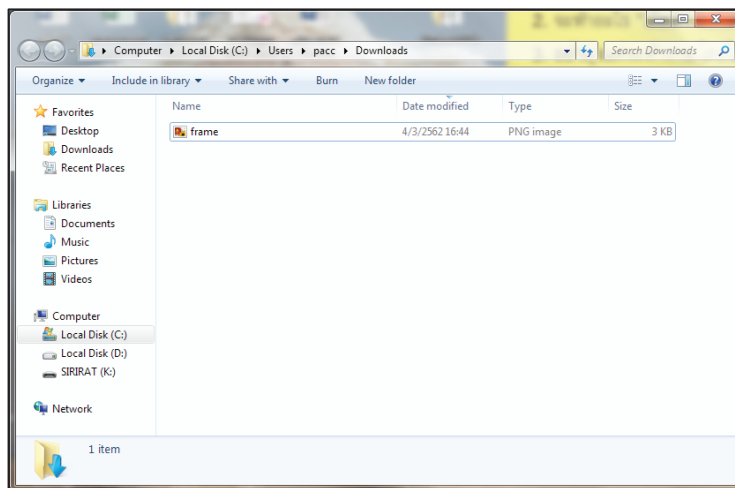 2.
Computer Local Disk (C:) Users pacc Downloads
Search Downloads
Organize Include in library Share with Burn New folder
Name Date modified Type Size
frame 4/3/2562 16:44 PNG image 3 KB
Favorites
Desktop
Downloads
Recent Places
Libraries
Documents
Music
Pictures
Videos
Computer
Local Disk (C:)
Local Disk (D:)
SIRIRAT (K:)
Network
1 item